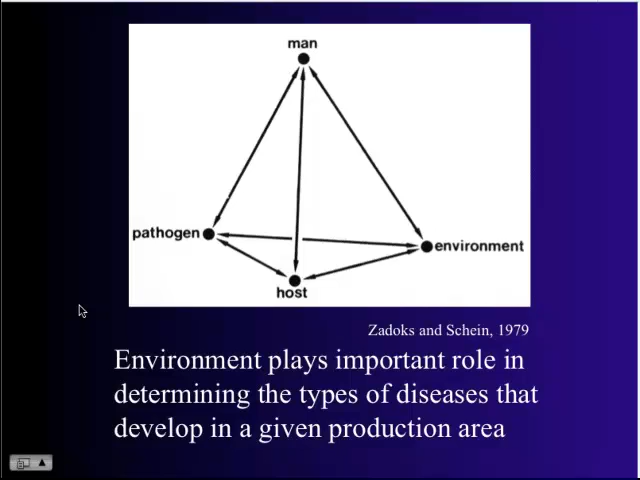 man
pathogen
environment
host
Zadoks and Schein, 1979
Environment plays important role in
determining the types of diseases that
develop in a given production area